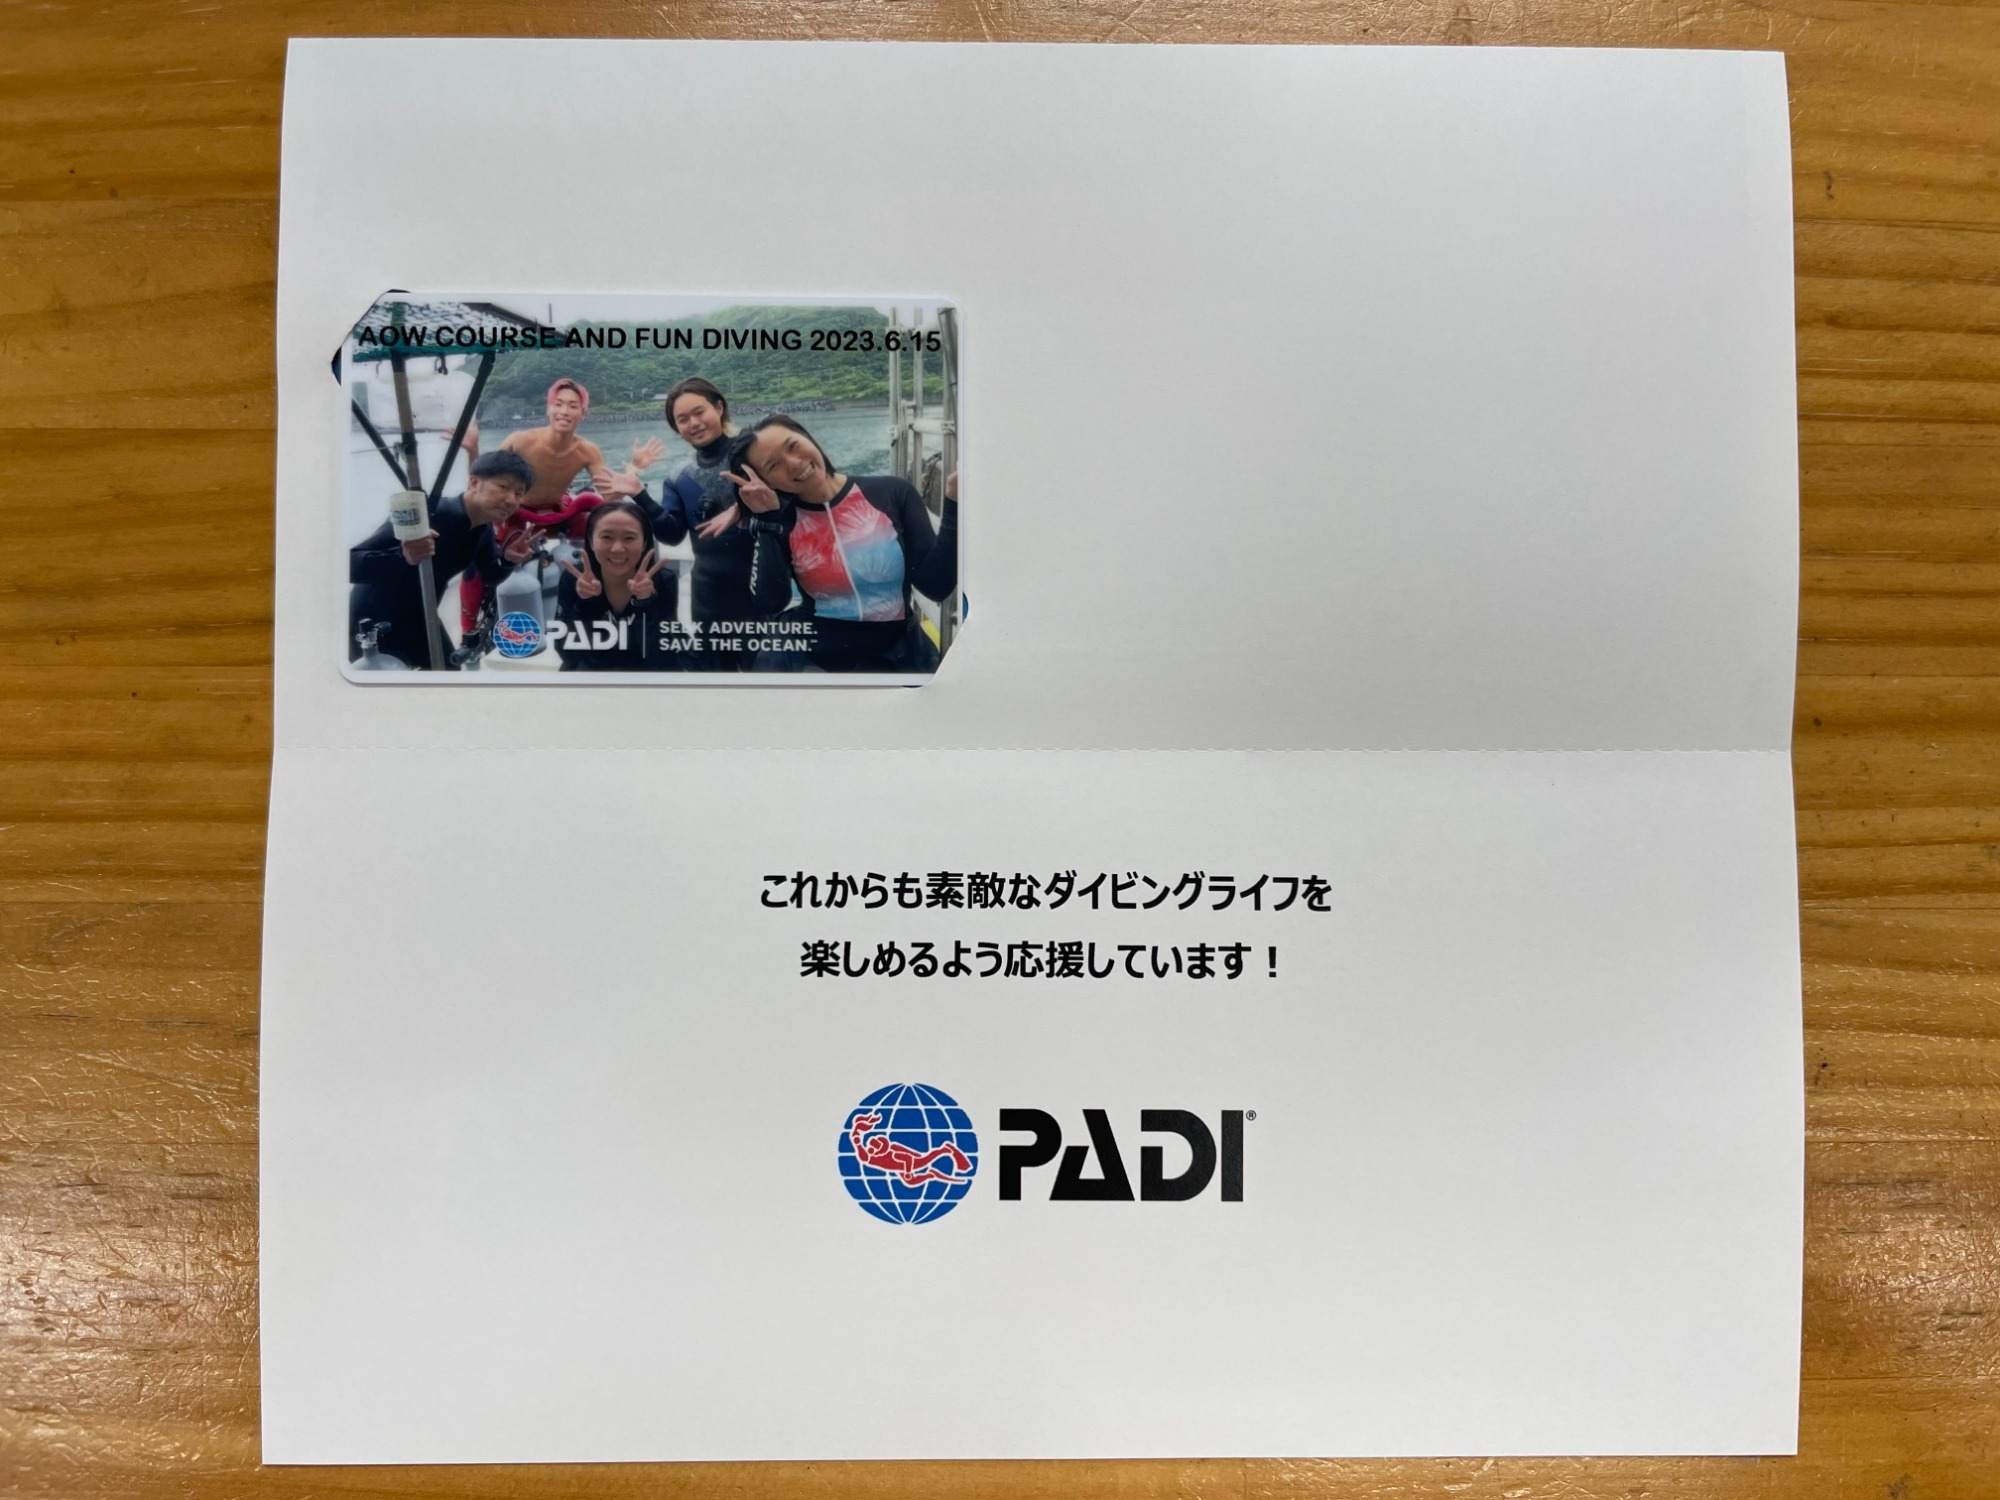 AOW COURSE AND FUN DIVING 2023.6.15
PADI
SEEK ADVENTURE.
SAVE THE OCEAN.™
これからも素敵なダイビングライフを
楽しめるよう応援しています！
PADI®